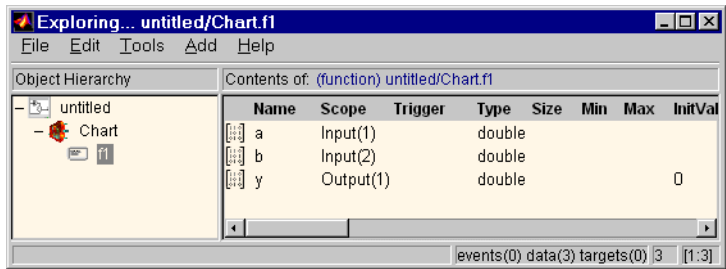 Exploring... untitled/Chart.f1
File Edit Tools Add Help
Object Hierarchy
Contents of: (function) untitled/Chart.f1
untitled
Chart
f1
Name Scope Trigger Type Size Min Max InitVal
a Input(1) double
b Input(2) double
y Output(1) double 0
events(0) data(3) targets(0) 3 [1:3]